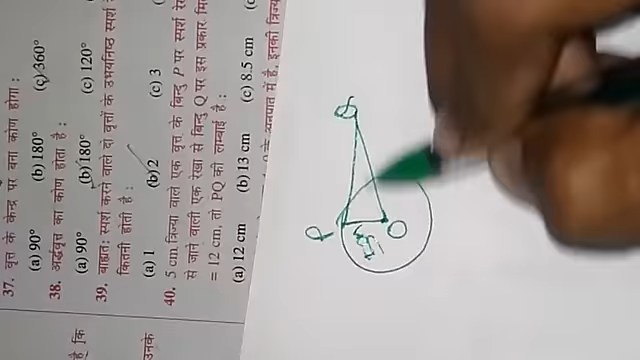 37. वृत्त के केन्द्र पर बना कोण होगा :
(a) 90° (b) 180° (c) 360°
38. अर्द्धवृत्त का कोण होता है :
(a) 90° (b) 180° (c) 120°
39. बाह्यतः स्पर्श करने वाले दो वृत्तों के उभयनिष्ठ स्पर्श
कितनी होती है :
(a) 1 (b) 2 (c) 3
40. 5 cm त्रिज्या वाले एक वृत्त के बिन्दु P पर स्पर्श
से जाने वाली एक रेखा से बिन्दु Q पर इस प्रकार
= 12 cm, तो PQ की लम्बाई है :
(a) 12 cm (b) 13 cm (c) 8.5 cm
में है, इनकी
है कि
उनके
Q
P
O